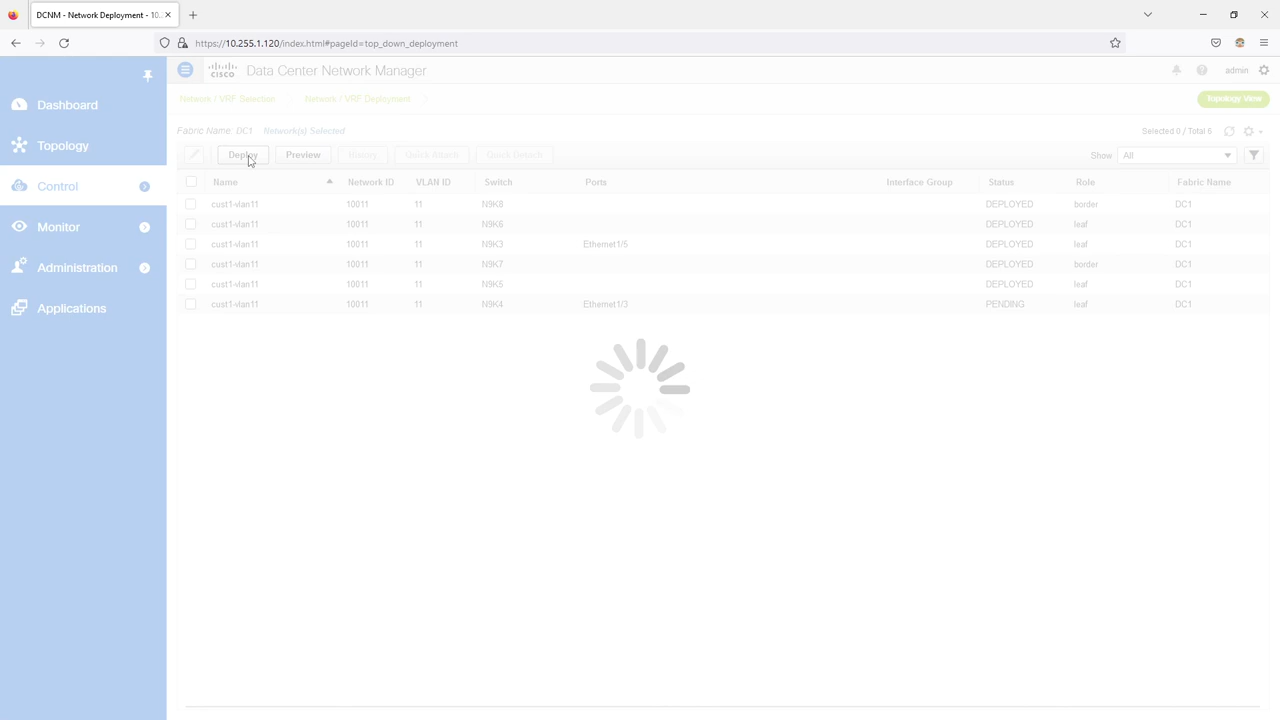 DCNM - Network Deployment - 10.
https://10.255.1.120/index.html#pageId=top_down_deployment
cisco Data Center Network Manager admin
Dashboard
Topology
Control
Monitor
Administration
Applications
Network / VRF Selection Network / VRF Deployment Topology View
Fabric Name: DC1 Network(s) Selected Selected 0 / Total 6
Deploy Preview History Quick Attach Quick Detach Show All
Name Network ID VLAN ID Switch Ports Interface Group Status Role Fabric Name
cust1-vlan11 10011 11 N9K8 DEPLOYED border DC1
cust1-vlan11 10011 11 N9K6 DEPLOYED leaf DC1
cust1-vlan11 10011 11 N9K3 Ethernet1/5 DEPLOYED leaf DC1
cust1-vlan11 10011 11 N9K7 DEPLOYED border DC1
cust1-vlan11 10011 11 N9K5 DEPLOYED leaf DC1
cust1-vlan11 10011 11 N9K4 Ethernet1/3 PENDING leaf DC1